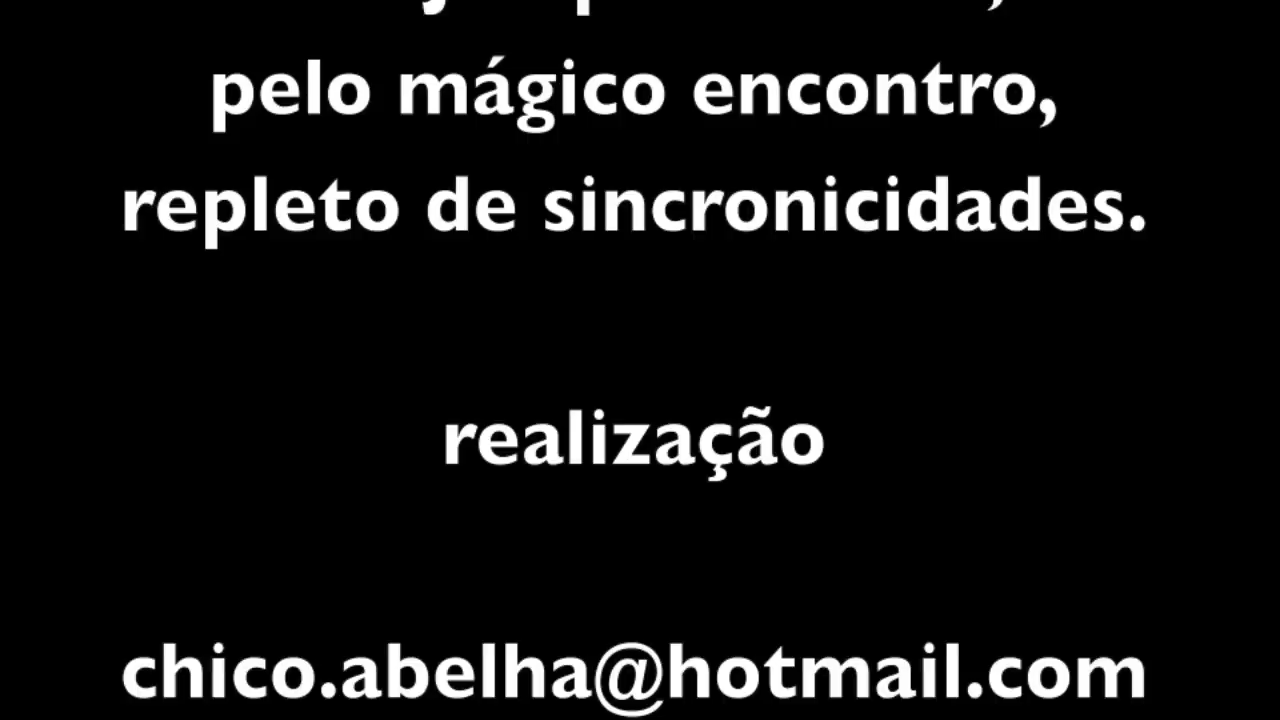 pelo mágico encontro,
repleto de sincronicidades.
realização
chico.abelha@hotmail.com